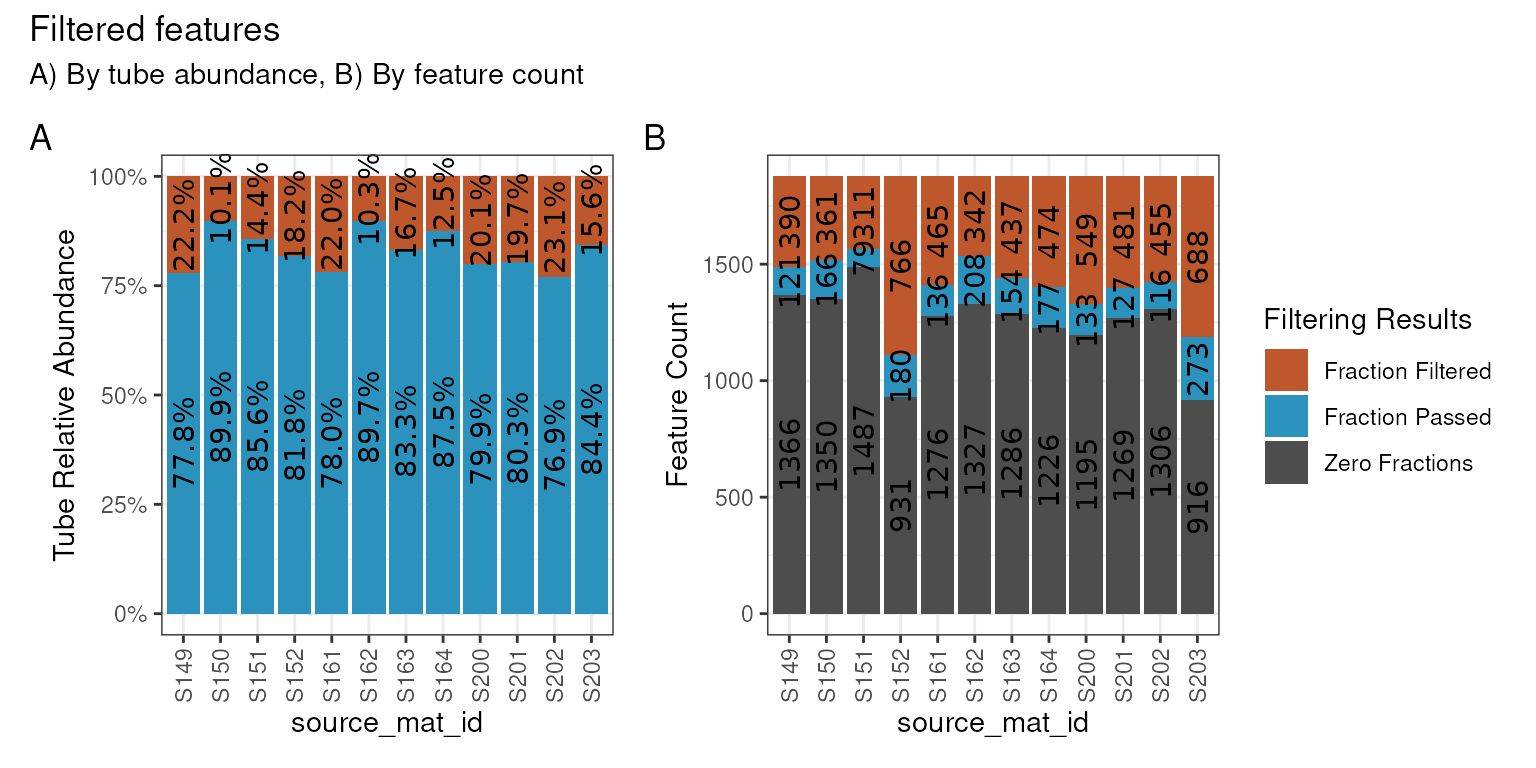 Filtered features
A) By tube abundance, B) By feature count
A
Tube Relative Abundance
100%
75%
50%
25%
0%
22.2% 10.1% 14.4% 18.2% 22.0% 10.3% 16.7% 12.5% 20.1% 19.7% 23.1% 15.6%
77.8% 89.9% 85.6% 81.8% 78.0% 89.7% 83.3% 87.5% 79.9% 80.3% 76.9% 84.4%
S149 S150 S151 S152 S161 S162 S163 S164 S200 S201 S202 S203
source_mat_id
B
Feature Count
1500
1000
500
0
390 361 311 766 465 342 437 474 549 481 455 688
121 166 79 180 136 208 154 177 133 127 116 273
1366 1350 1487 931 1276 1327 1286 1226 1195 1269 1306 916
S149 S150 S151 S152 S161 S162 S163 S164 S200 S201 S202 S203
source_mat_id
Filtering Results
Fraction Filtered
Fraction Passed
Zero Fractions